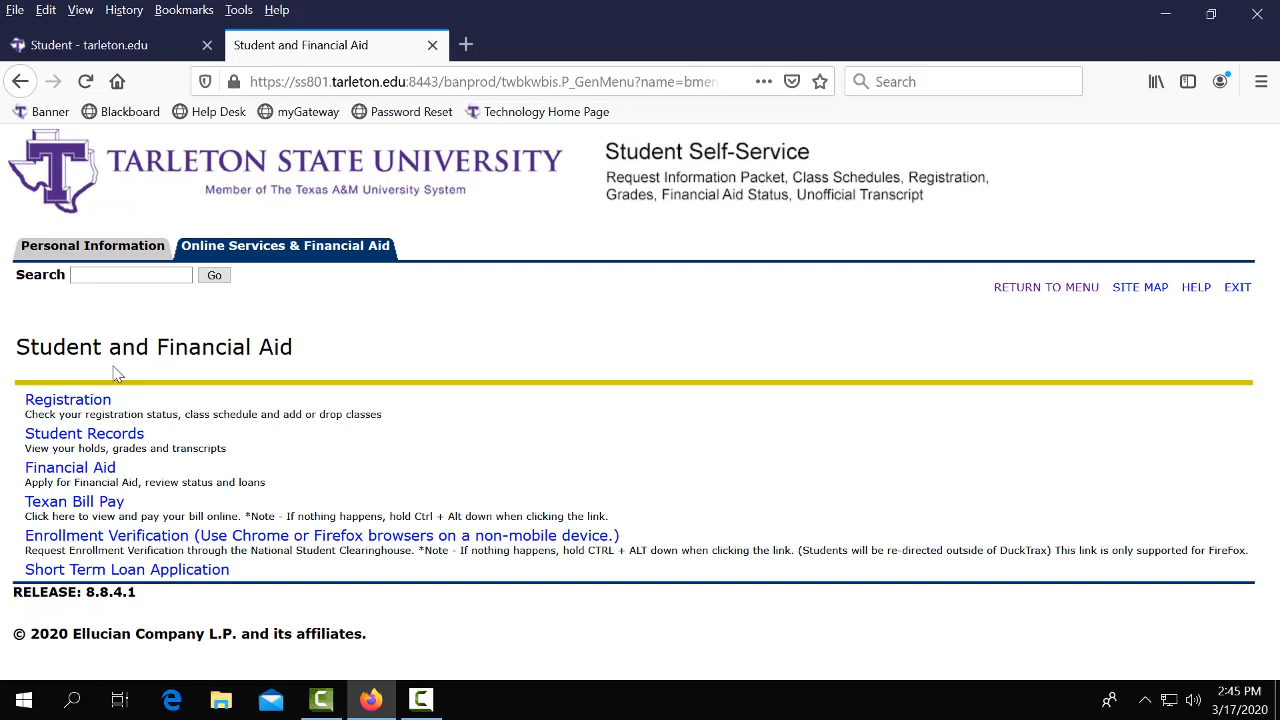 File Edit View History Bookmarks Tools Help
Student - tarleton.edu
Student and Financial Aid
https://ss801.tarleton.edu:8443/banprod/twbkwbis.P_GenMenu?name=bmen
Search
Banner Blackboard Help Desk myGateway Password Reset Technology Home Page
T TARLETON STATE UNIVERSITY
Member of The Texas A&M University System
Student Self-Service
Request Information Packet, Class Schedules, Registration,
Grades, Financial Aid Status, Unofficial Transcript
Personal Information Online Services & Financial Aid
Search Go
RETURN TO MENU SITE MAP HELP EXIT
Student and Financial Aid
Registration
Check your registration status, class schedule and add or drop classes
Student Records
View your holds, grades and transcripts
Financial Aid
Apply for Financial Aid, review status and loans
Texan Bill Pay
Click here to view and pay your bill online. *Note - If nothing happens, hold Ctrl + Alt down when clicking the link.
Enrollment Verification (Use Chrome or Firefox browsers on a non-mobile device.)
Request Enrollment Verification through the National Student Clearinghouse. *Note - If nothing happens, hold CTRL + ALT down when clicking the link. (Students will be re-directed outside of DuckTrax) This link is only supported for FireFox.
Short Term Loan Application
RELEASE: 8.8.4.1
© 2020 Ellucian Company L.P. and its affiliates.
2:45 PM
3/17/2020